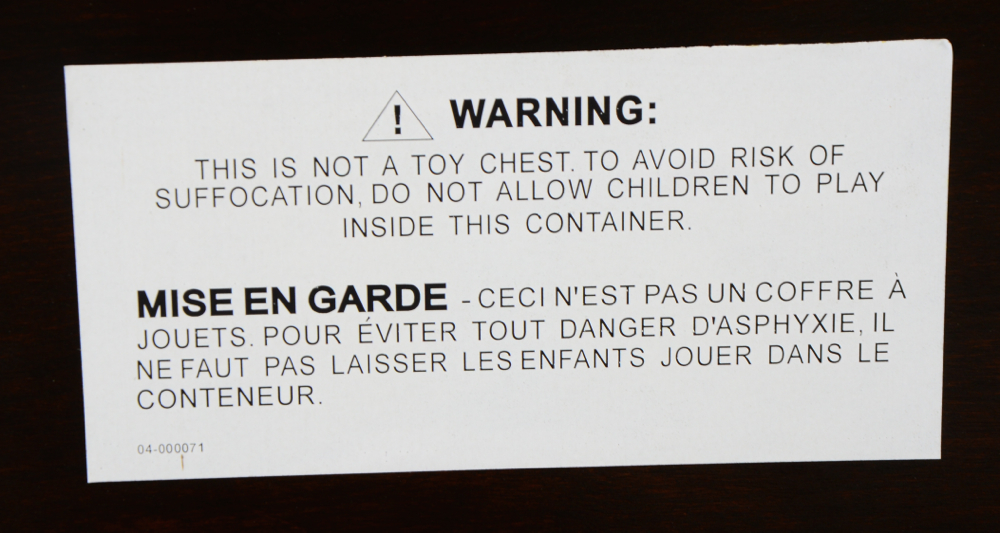 ! WARNING:
THIS IS NOT A TOY CHEST. TO AVOID RISK OF
SUFFOCATION, DO NOT ALLOW CHILDREN TO PLAY
INSIDE THIS CONTAINER.
MISE EN GARDE - CECI N'EST PAS UN COFFRE À
JOUETS. POUR ÉVITER TOUT DANGER D'ASPHYXIE, IL
NE FAUT PAS LAISSER LES ENFANTS JOUER DANS LE
CONTENEUR.
04-000071